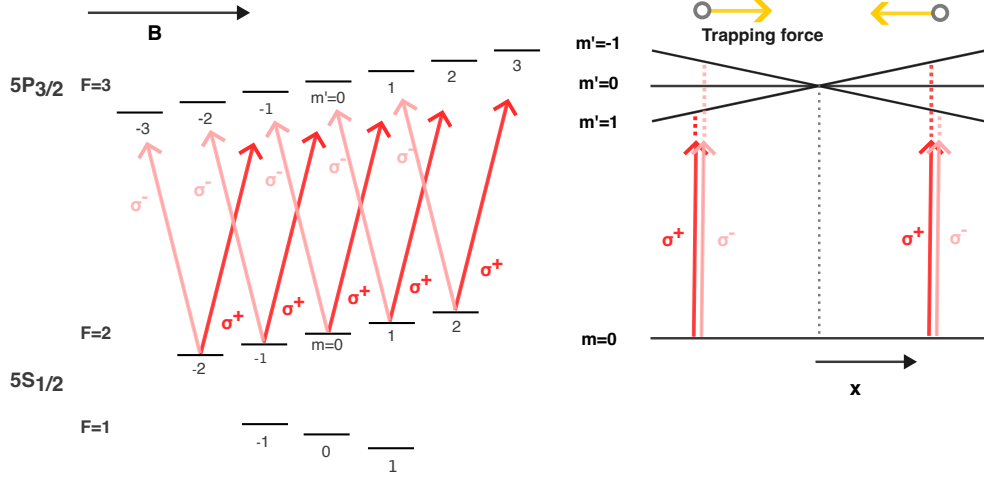 B
5P3/2
F=3
-3
-2
-1
m'=0
1
2
3
σ-
σ-
σ-
σ-
σ-
σ+
σ+
σ+
σ+
σ+
F=2
-2
-1
m=0
1
2
5S1/2
F=1
-1
0
1
Trapping force
m'=-1
m'=0
m'=1
σ+
σ-
σ+
σ-
m=0
x